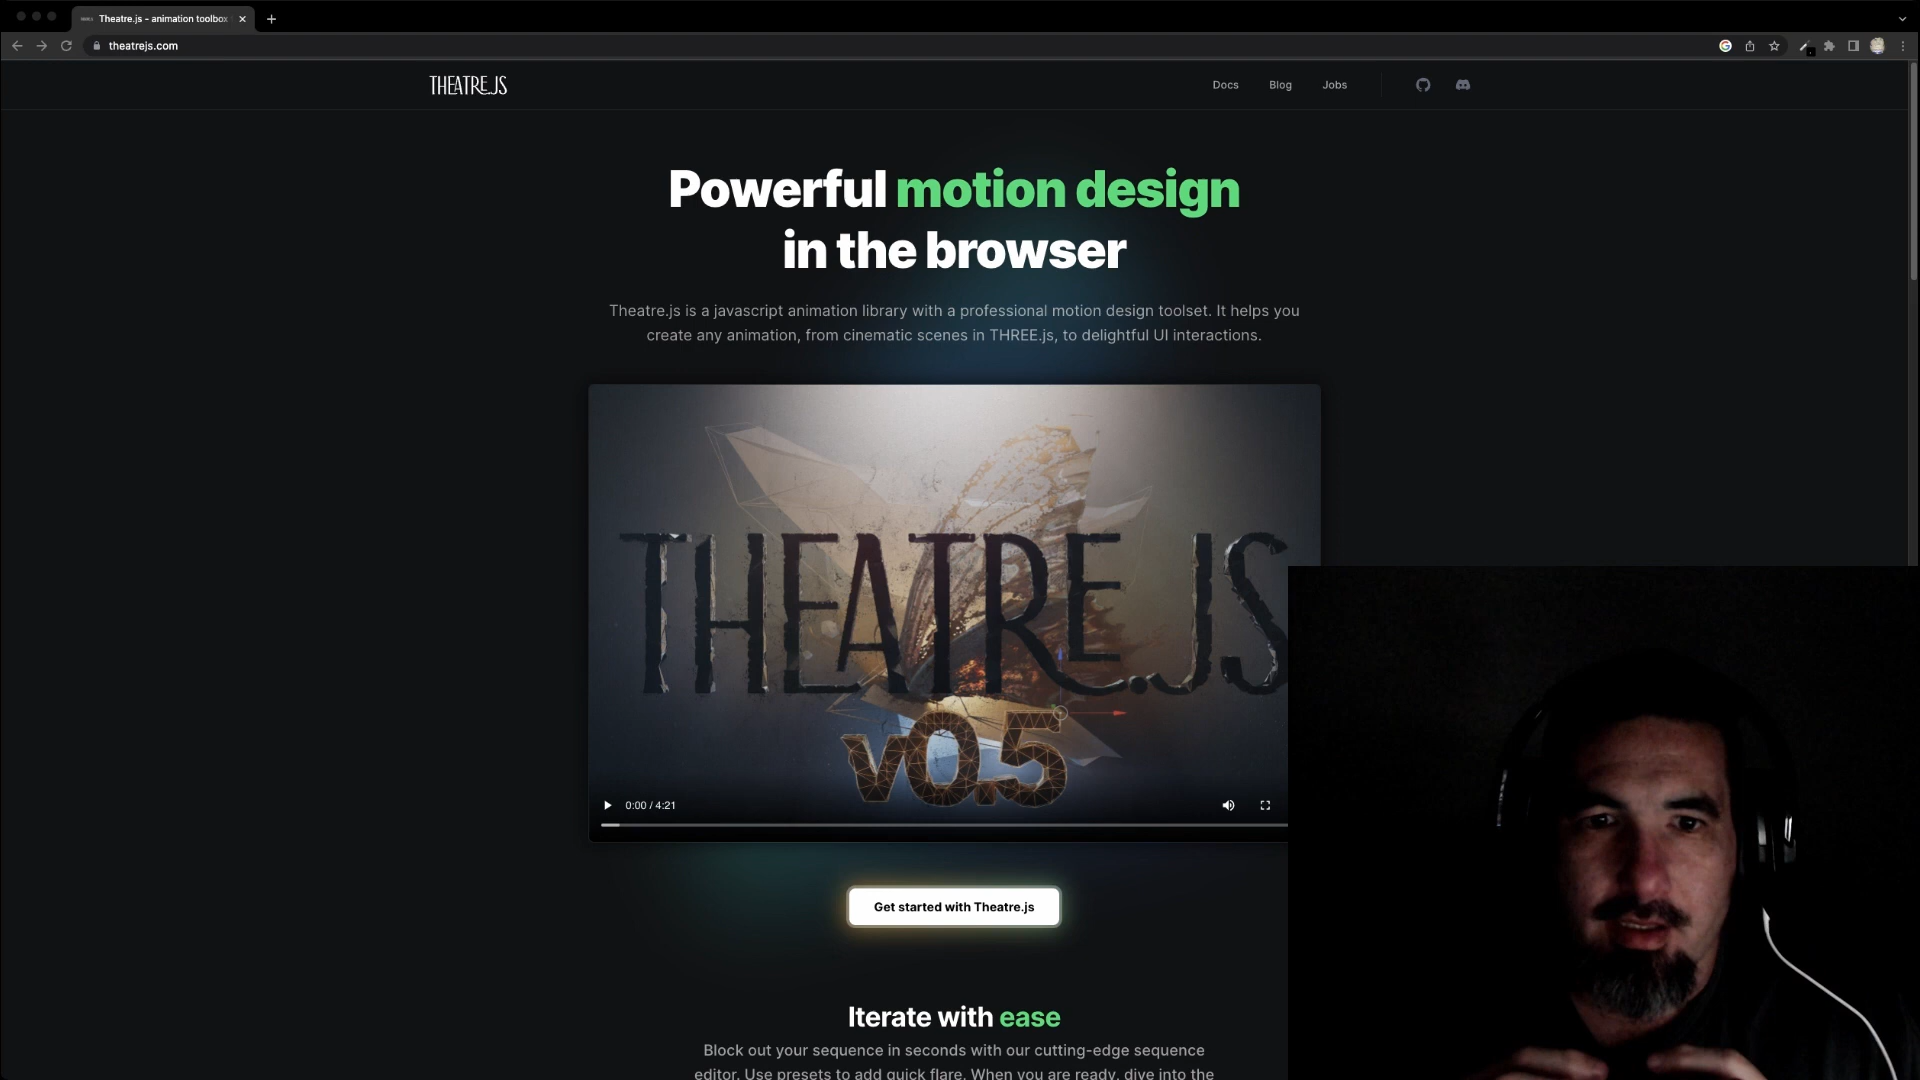 Theatre.js - animation toolbox
theatrejs.com
THEATRE.JS
Docs
Blog
Jobs
Powerful motion design
in the browser
Theatre.js is a javascript animation library with a professional motion design toolset. It helps you
create any animation, from cinematic scenes in THREE.js, to delightful UI interactions.
THEATRE.JS
v0.5
0:00 / 4:21
Get started with Theatre.js
Iterate with ease
Block out your sequence in seconds with our cutting-edge sequence
editor. Use presets to add quick flare. When you are ready, dive into the